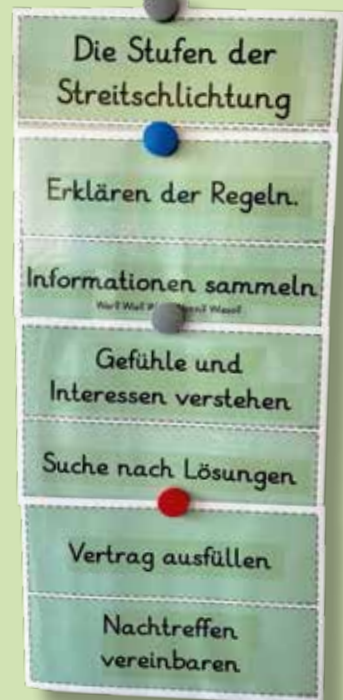 Die Stufen der
Streitschlichtung
Erklären der Regeln.
Informationen sammeln
Gefühle und
Interessen verstehen
Suche nach Lösungen
Vertrag ausfüllen
Nachtreffen
vereinbaren